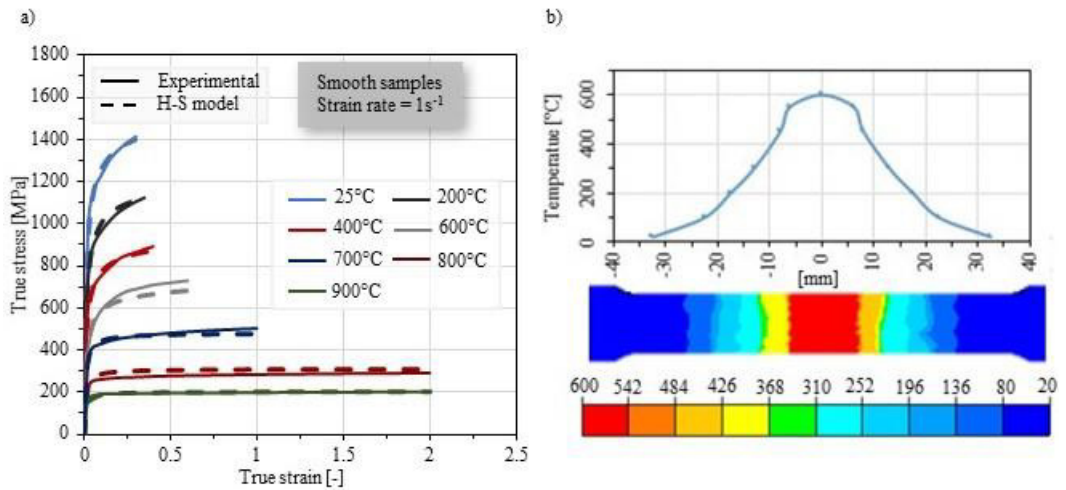 a)
1800
1600
1400
1200
1000
800
600
400
200
0
True stress [MPa]
Experimental
H-S model
Smooth samples
Strain rate = 1s⁻¹
25°C 200°C
400°C 600°C
700°C 800°C
900°C
0 0.5 1 1.5 2 2.5
True strain [-]
b)
Temperatue [°C]
600
400
200
0
-40 -30 -20 -10 0 10 20 30 40
[mm]
600 542 484 426 368 310 252 196 136 80 20